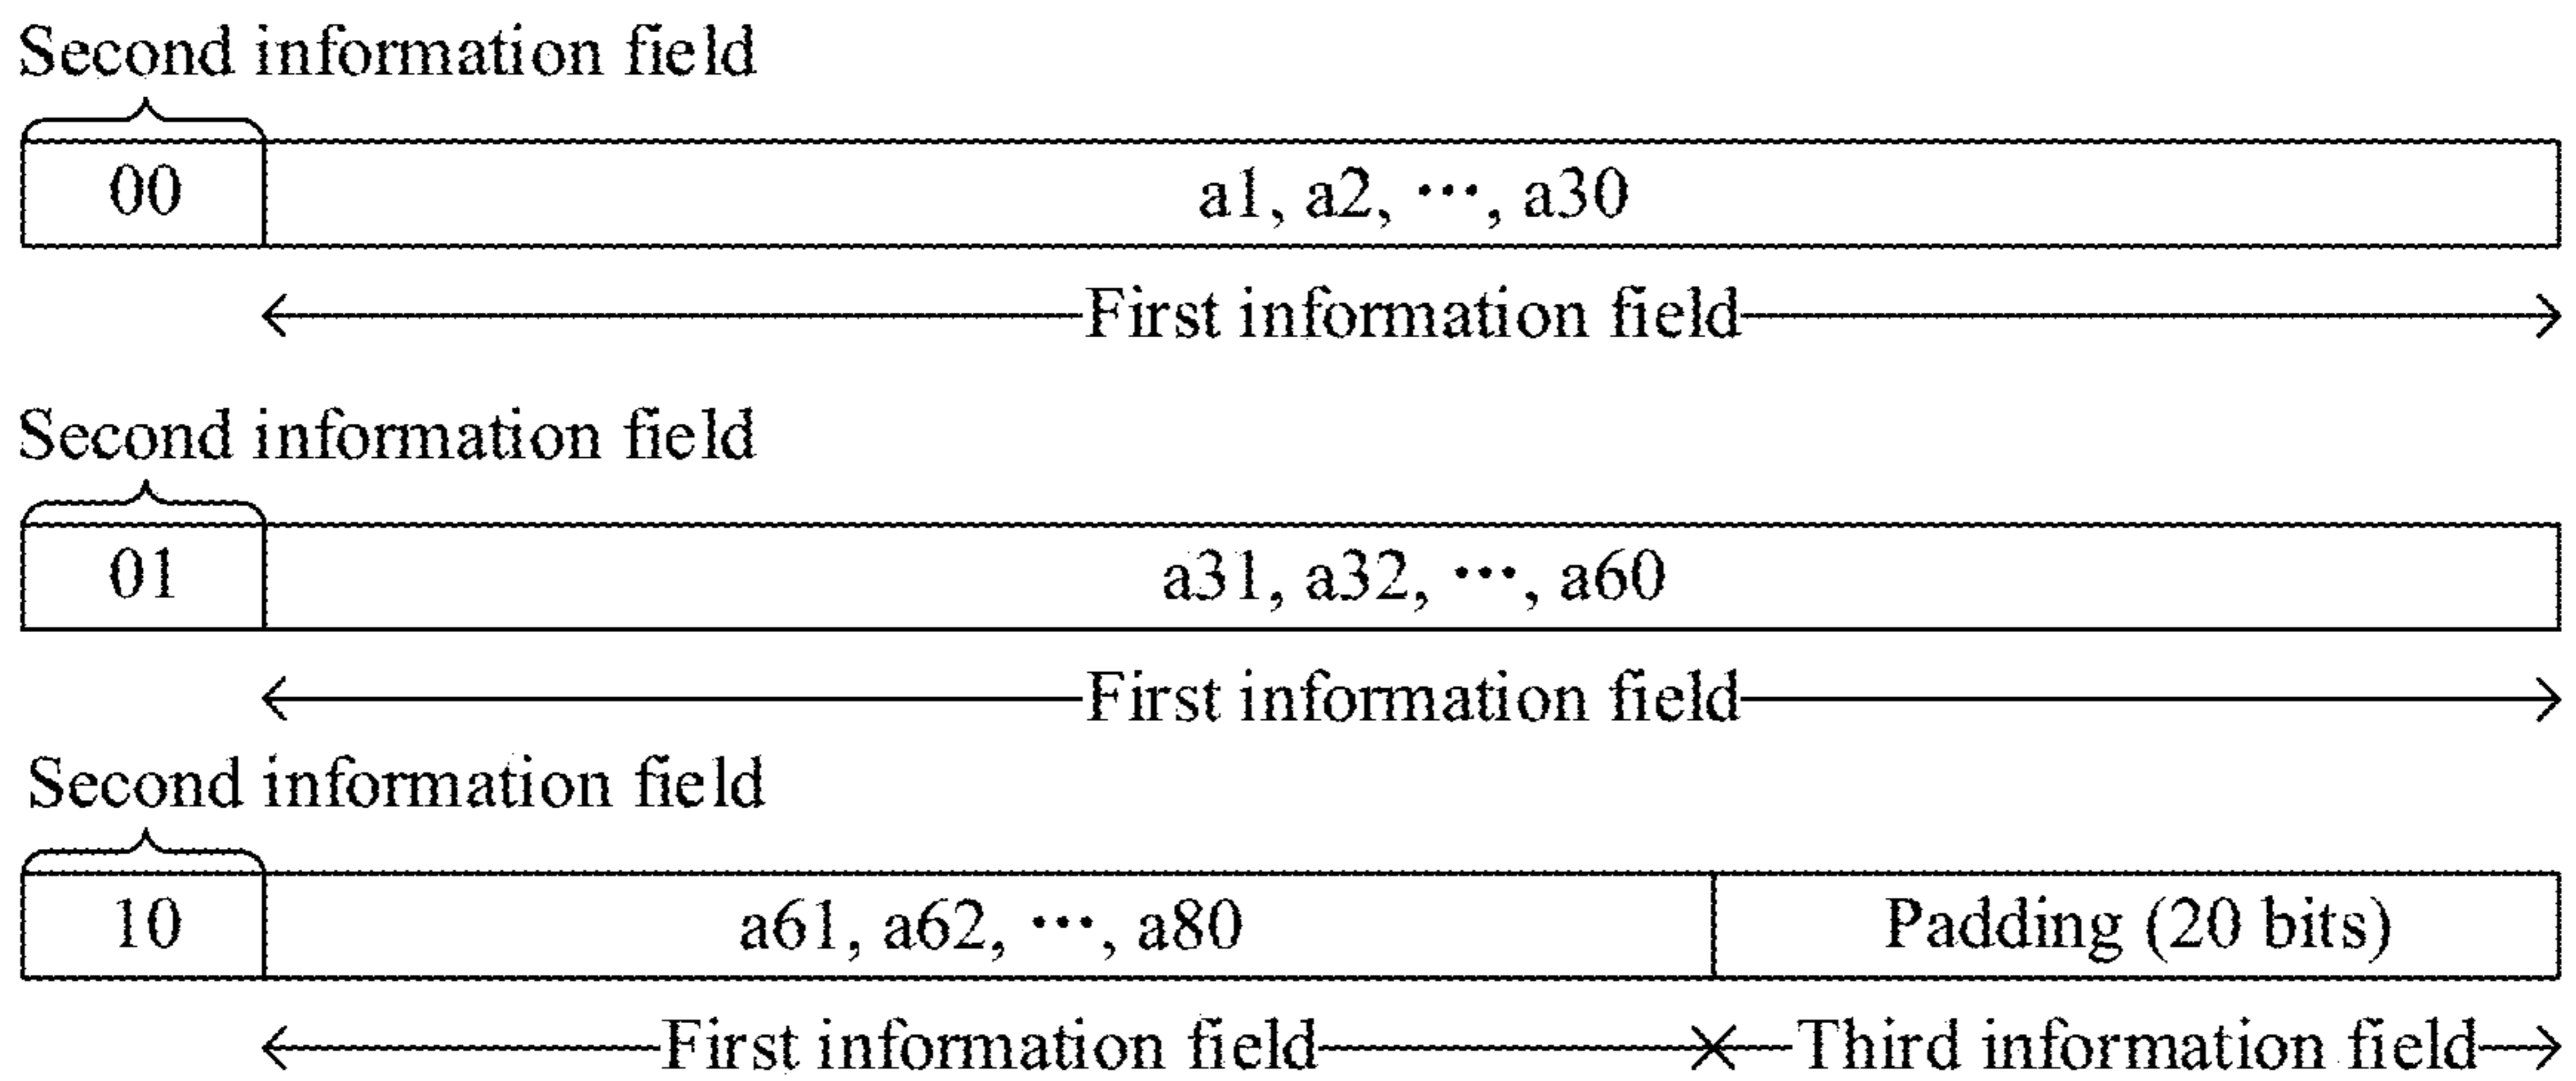 Second information field
00 a1, a2, ···, a30
First information field
Second information field
01 a31, a32, ···, a60
First information field
Second information field
10 a61, a62, ···, a80 Padding (20 bits)
First information field Third information field